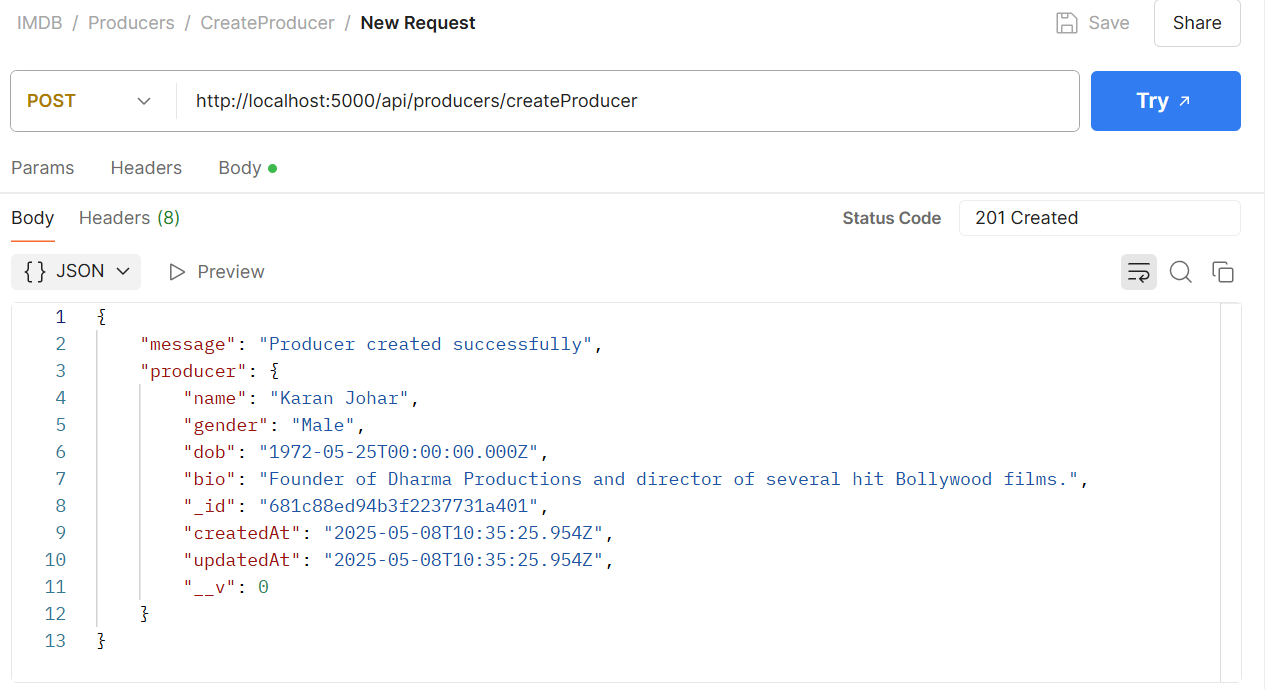 IMDB / Producers / CreateProducer / New Request Save Share
POST http://localhost:5000/api/producers/createProducer Try ↗
Params Headers Body
Body Headers (8) Status Code 201 Created
{} JSON Preview
1 {
2 "message": "Producer created successfully",
3 "producer": {
4 "name": "Karan Johar",
5 "gender": "Male",
6 "dob": "1972-05-25T00:00:00.000Z",
7 "bio": "Founder of Dharma Productions and director of several hit Bollywood films.",
8 "_id": "681c88ed94b3f2237731a401",
9 "createdAt": "2025-05-08T10:35:25.954Z",
10 "updatedAt": "2025-05-08T10:35:25.954Z",
11 "__v": 0
12 }
13 }